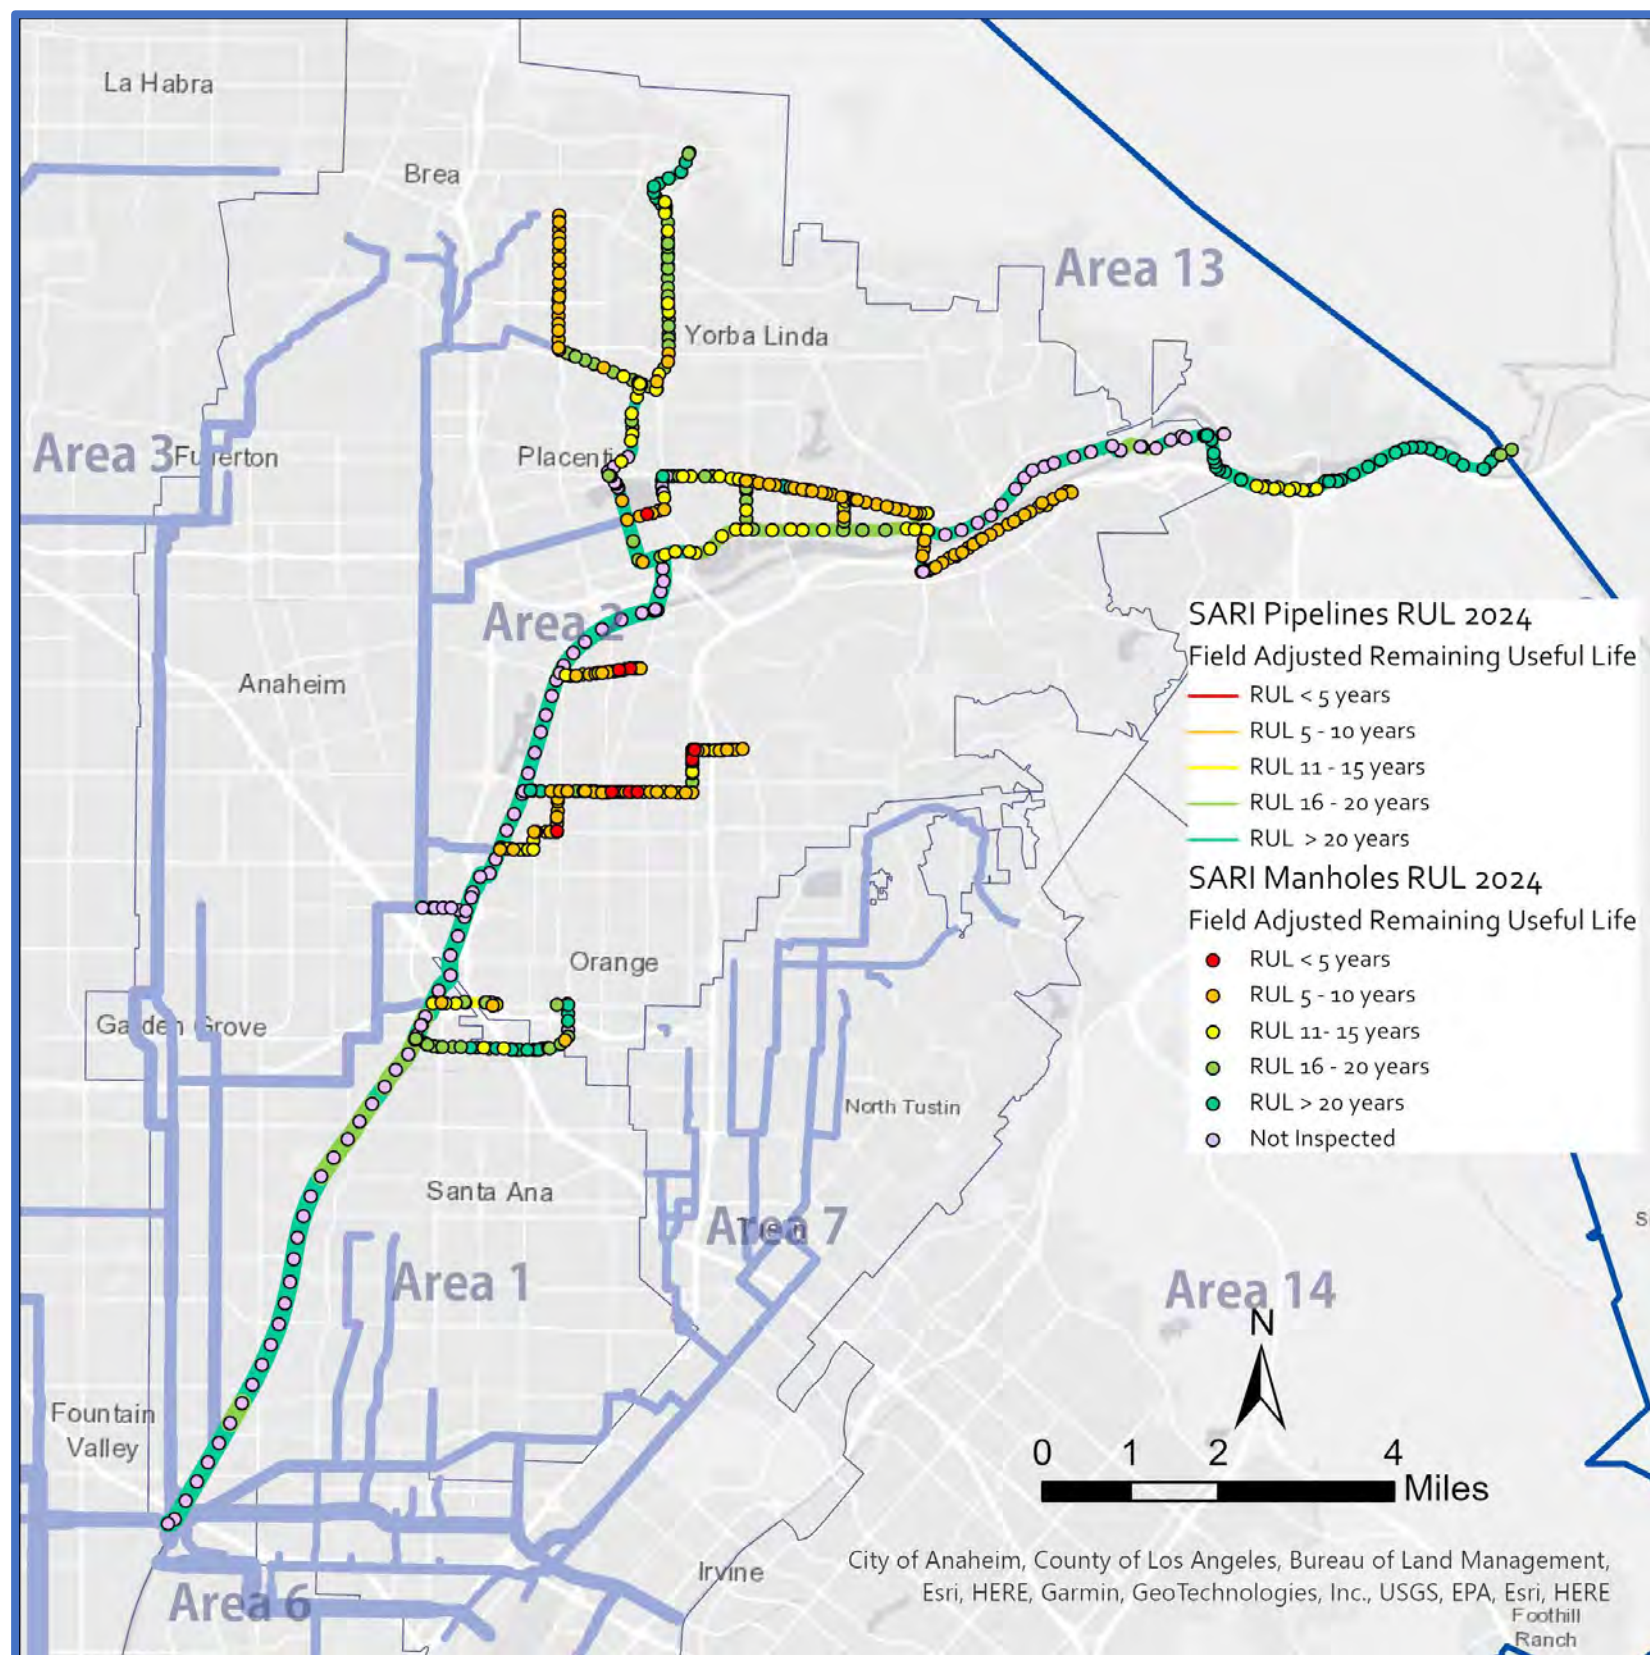 La Habra
Brea
Area 13
Yorba Linda
Area 3
Fullerton
Placenti
Area 2
Anaheim
SARI Pipelines RUL 2024
Field Adjusted Remaining Useful Life
RUL < 5 years
RUL 5 - 10 years
RUL 11 - 15 years
RUL 16 - 20 years
RUL > 20 years
SARI Manholes RUL 2024
Field Adjusted Remaining Useful Life
RUL < 5 years
RUL 5 - 10 years
RUL 11- 15 years
RUL 16 - 20 years
RUL > 20 years
Not Inspected
Orange
Garden Grove
North Tustin
Santa Ana
Area 7
Tustin
S
Area 1
Area 14
N
Fountain
Valley
0 1 2 4
Miles
Irvine
City of Anaheim, County of Los Angeles, Bureau of Land Management,
Esri, HERE, Garmin, GeoTechnologies, Inc., USGS, EPA, Esri, HERE
Area 6
Foothill
Ranch